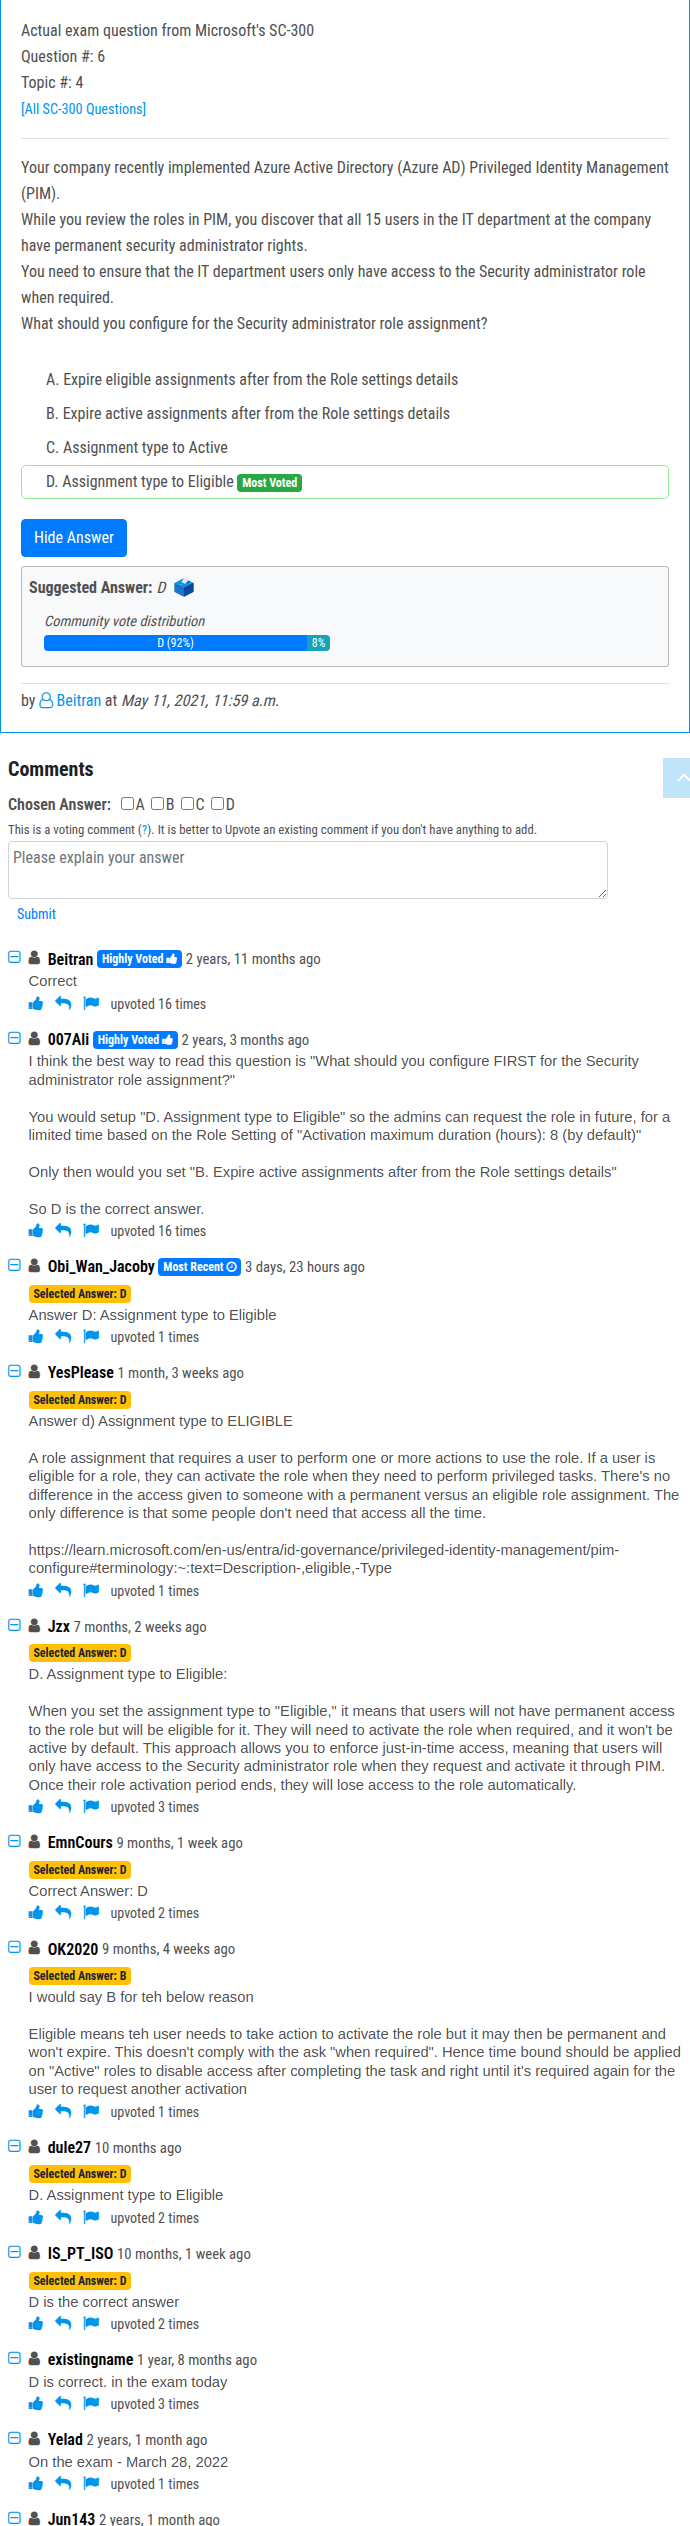 Actual exam question from Microsoft's SC-300
Question #: 6
Topic #: 4
[All SC-300 Questions]
Your company recently implemented Azure Active Directory (Azure AD) Privileged Identity Management
(PIM).
While you review the roles in PIM, you discover that all 15 users in the IT department at the company
have permanent security administrator rights.
You need to ensure that the IT department users only have access to the Security administrator role
when required.
What should you configure for the Security administrator role assignment?
A. Expire eligible assignments after from the Role settings details
B. Expire active assignments after from the Role settings details
C. Assignment type to Active
D. Assignment type to Eligible Most Voted
Hide Answer
Suggested Answer: D
Community vote distribution
D (92%) 8%
by Beitran at May 11, 2021, 11:59 a.m.
Comments
Chosen Answer: A B C D
This is a voting comment (?). It is better to Upvote an existing comment if you don't have anything to add.
Please explain your answer
Submit
Beitran Highly Voted 2 years, 11 months ago
Correct
upvoted 16 times
007Ali Highly Voted 2 years, 3 months ago
I think the best way to read this question is "What should you configure FIRST for the Security
administrator role assignment?"
You would setup "D. Assignment type to Eligible" so the admins can request the role in future, for a
limited time based on the Role Setting of "Activation maximum duration (hours): 8 (by default)"
Only then would you set "B. Expire active assignments after from the Role settings details"
So D is the correct answer.
upvoted 16 times
Obi_Wan_Jacoby Most Recent 3 days, 23 hours ago
Selected Answer: D
Answer D: Assignment type to Eligible
upvoted 1 times
YesPlease 1 month, 3 weeks ago
Selected Answer: D
Answer d) Assignment type to ELIGIBLE
A role assignment that requires a user to perform one or more actions to use the role. If a user is
eligible for a role, they can activate the role when they need to perform privileged tasks. There's no
difference in the access given to someone with a permanent versus an eligible role assignment. The
only difference is that some people don't need that access all the time.
https://learn.microsoft.com/en-us/entra/id-governance/privileged-identity-management/pim-
configure#terminology:~:text=Description-,eligible,-Type
upvoted 1 times
Jzx 7 months, 2 weeks ago
Selected Answer: D
D. Assignment type to Eligible:
When you set the assignment type to "Eligible," it means that users will not have permanent access
to the role but will be eligible for it. They will need to activate the role when required, and it won't be
active by default. This approach allows you to enforce just-in-time access, meaning that users will
only have access to the Security administrator role when they request and activate it through PIM.
Once their role activation period ends, they will lose access to the role automatically.
upvoted 3 times
EmnCours 9 months, 1 week ago
Selected Answer: D
Correct Answer: D
upvoted 2 times
OK2020 9 months, 4 weeks ago
Selected Answer: B
I would say B for teh below reason
Eligible means teh user needs to take action to activate the role but it may then be permanent and
won't expire. This doesn't comply with the ask "when required". Hence time bound should be applied
on "Active" roles to disable access after completing the task and right until it's required again for the
user to request another activation
upvoted 1 times
dule27 10 months ago
Selected Answer: D
D. Assignment type to Eligible
upvoted 2 times
IS_PT_ISO 10 months, 1 week ago
Selected Answer: D
D is the correct answer
upvoted 2 times
existingname 1 year, 8 months ago
D is correct. in the exam today
upvoted 3 times
Yelad 2 years, 1 month ago
On the exam - March 28, 2022
upvoted 1 times
Jun143 2 years, 1 month ago